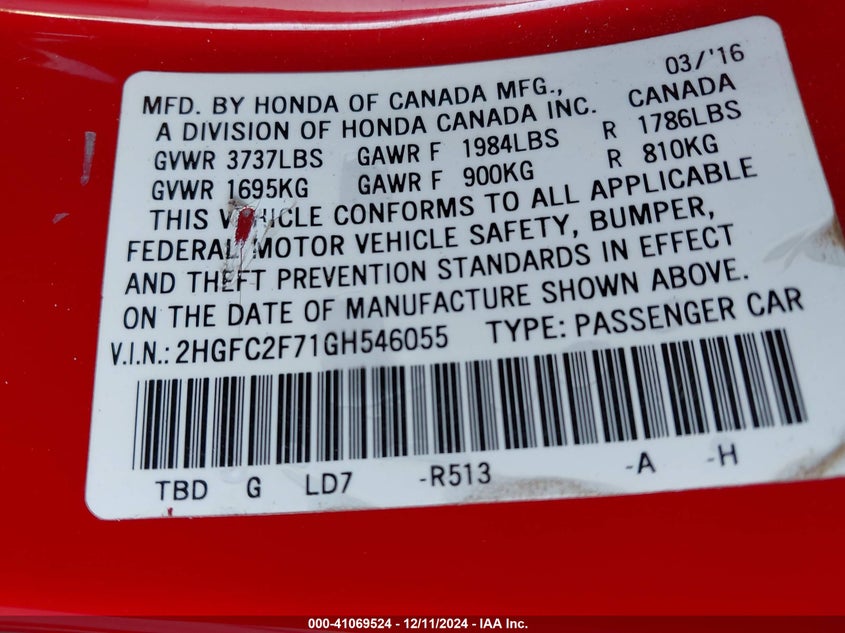 03/'16
MFD. BY HONDA OF CANADA MFG.,
A DIVISION OF HONDA CANADA INC. CANADA
GVWR 3737LBS GAWR F 1984LBS R 1786LBS
GVWR 1695KG GAWR F 900KG R 810KG
THIS VEHICLE CONFORMS TO ALL APPLICABLE
FEDERAL MOTOR VEHICLE SAFETY, BUMPER,
AND THEFT PREVENTION STANDARDS IN EFFECT
ON THE DATE OF MANUFACTURE SHOWN ABOVE.
V.I.N.: 2HGFC2F71GH546055 TYPE: PASSENGER CAR
TBD G LD7 -R513 -A -H
000-41069524 - 12/11/2024 - IAA Inc.